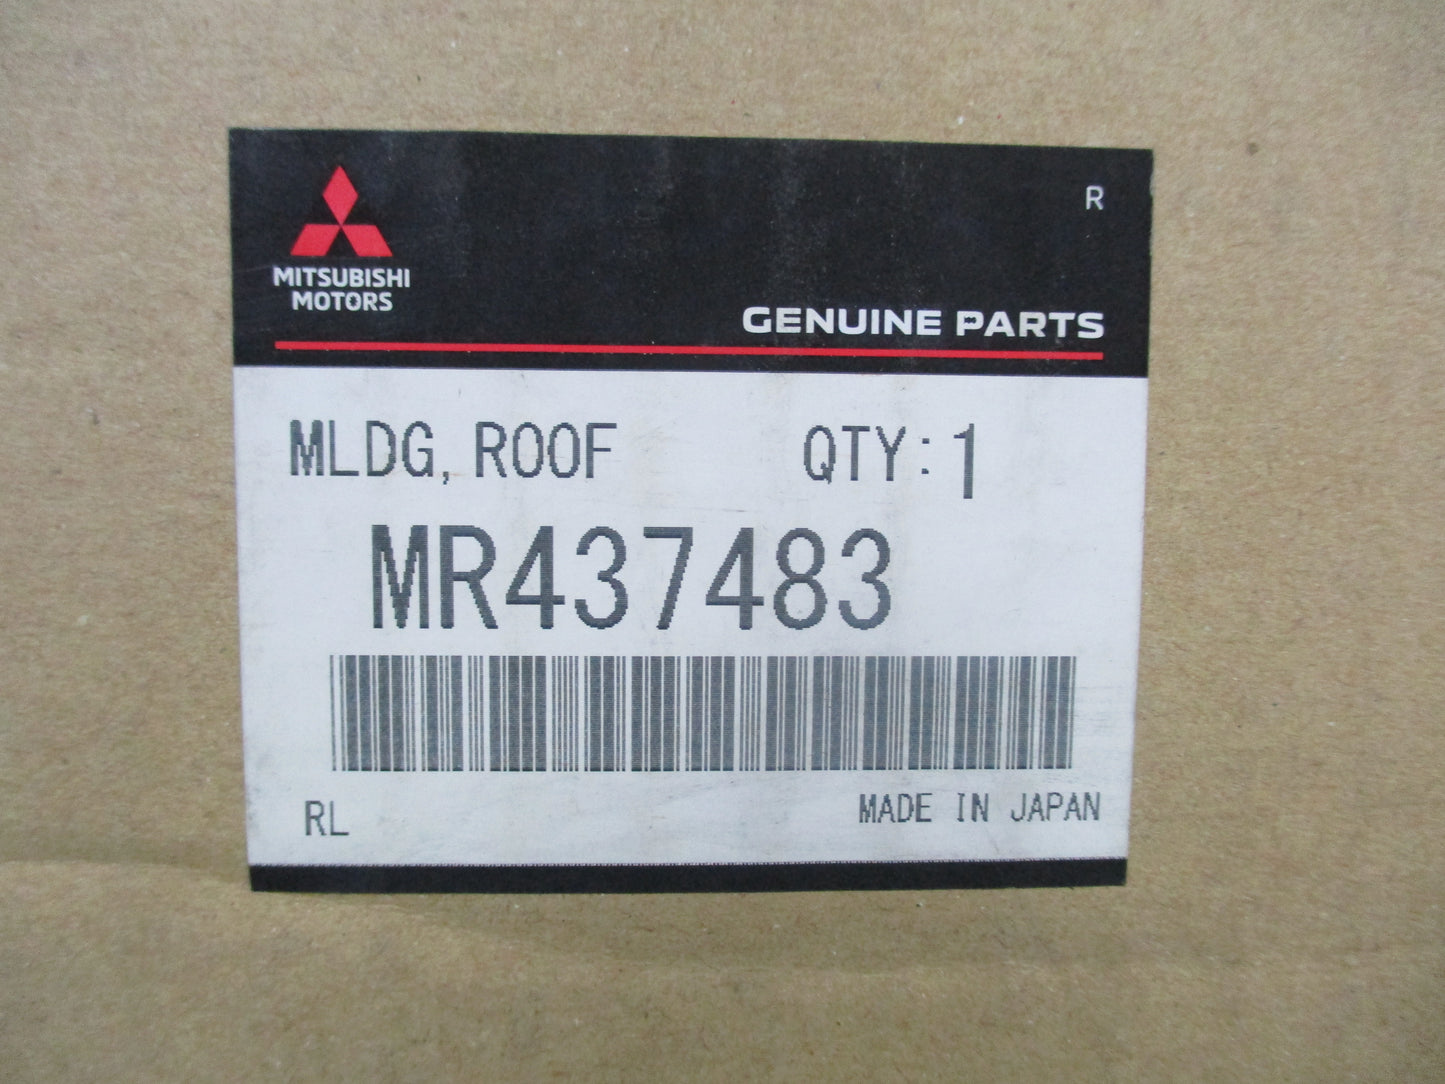 R
MITSUBISHI
MOTORS
GENUINE PARTS
MLDG, ROOF QTY:1
MR437483
RL MADE IN JAPAN